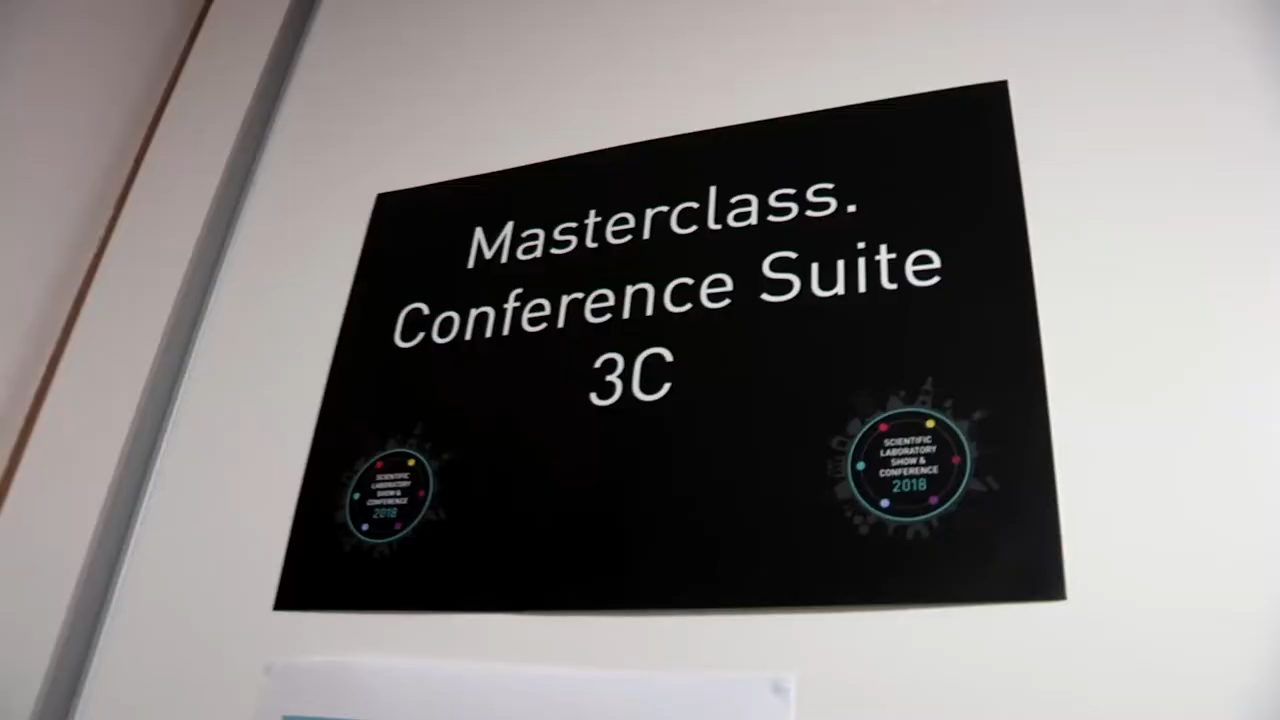 Masterclass.
Conference Suite
3C
SCIENTIFIC
LABORATORY
SHOW &
CONFERENCE
2018
SCIENTIFIC
LABORATORY
SHOW &
CONFERENCE
2018